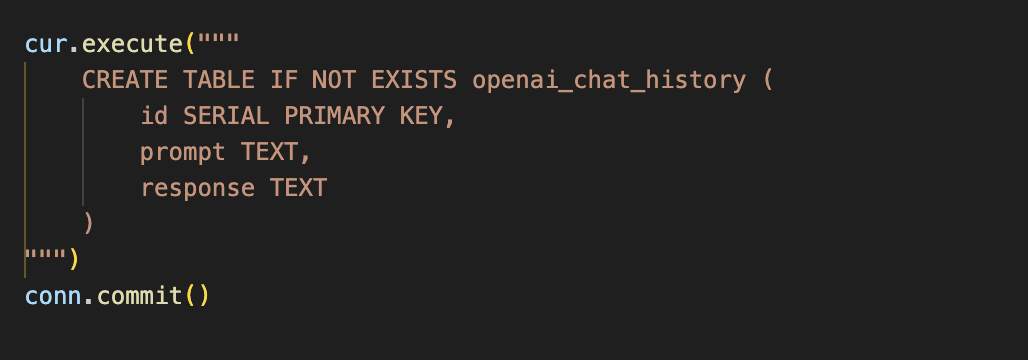 cur.execute("""
    CREATE TABLE IF NOT EXISTS openai_chat_history (
        id SERIAL PRIMARY KEY,
        prompt TEXT,
        response TEXT
    )
""")
conn.commit()